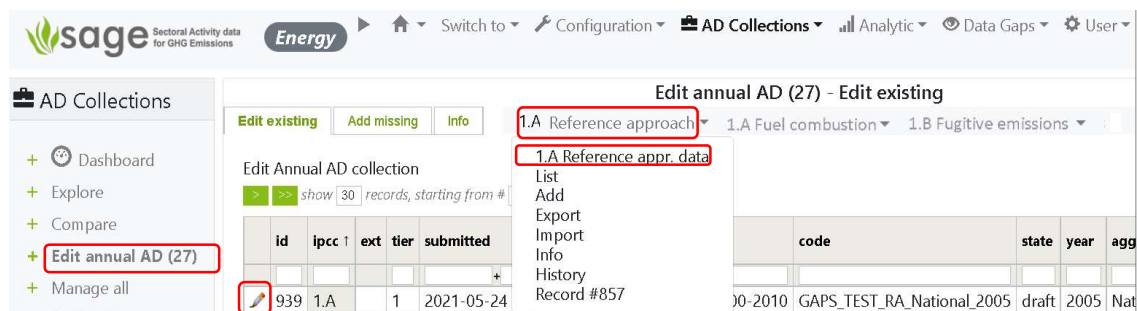 sage Sectoral Activity data for GHG Emissions Energy Switch to Configuration AD Collections Analytic Data Gaps User
AD Collections
+ Dashboard
+ Explore
+ Compare
+ Edit annual AD (27)
+ Manage all
Edit annual AD (27) - Edit existing
Edit existing Add missing Info 1.A Reference approach 1.A Fuel combustion 1.B Fugitive emissions
1.A Reference appr. data
List
Add
Export
Import
Info
History
Record #857
Edit Annual AD collection
> >> show 30 records, starting from #
id ipcc ↑ ext tier submitted code state year agg
+
939 1.A 1 2021-05-24 00-2010 GAPS_TEST_RA_National_2005 draft 2005 Nat